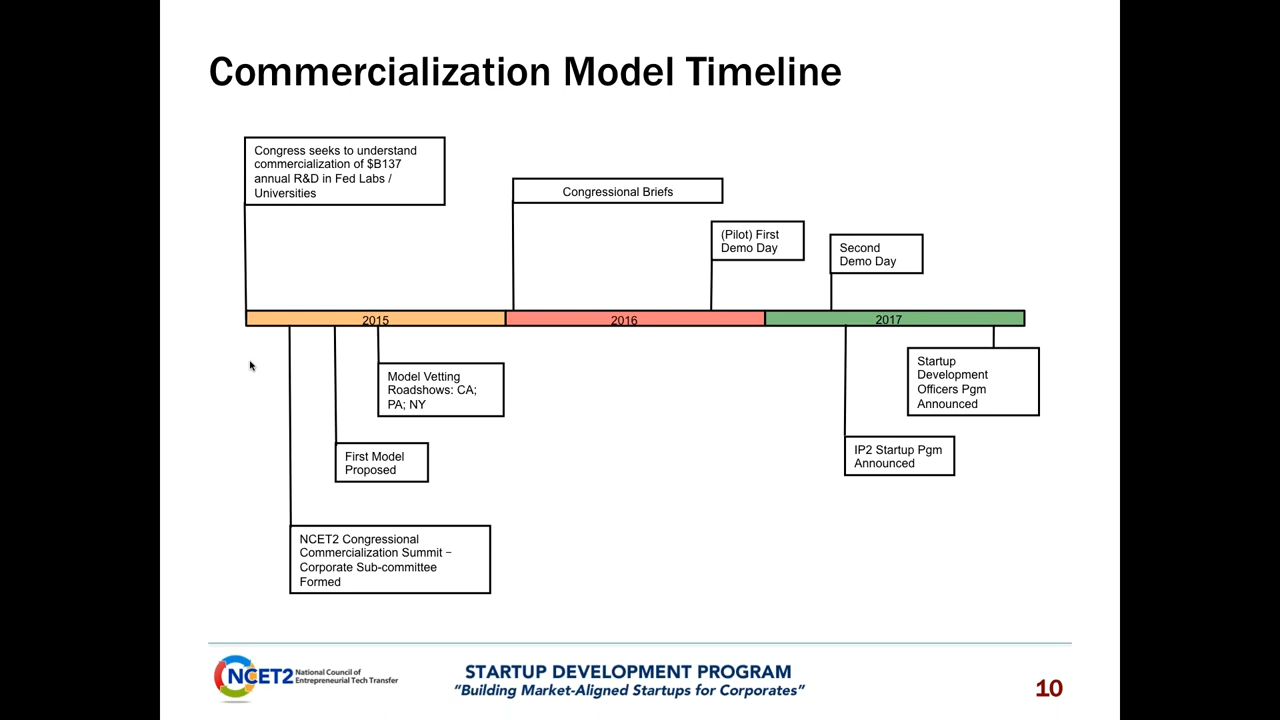 Commercialization Model Timeline
Congress seeks to understand
commercialization of $B137
annual R&D in Fed Labs /
Universities
Congressional Briefs
(Pilot) First
Demo Day
Second
Demo Day
2015
2016
2017
Model Vetting
Roadshows: CA;
PA; NY
Startup
Development
Officers Pgm
Announced
First Model
Proposed
IP2 Startup Pgm
Announced
NCET2 Congressional
Commercialization Summit –
Corporate Sub-committee
Formed
NCET2
National Council of
Entrepreneurial Tech Transfer
STARTUP DEVELOPMENT PROGRAM
"Building Market-Aligned Startups for Corporates"
10